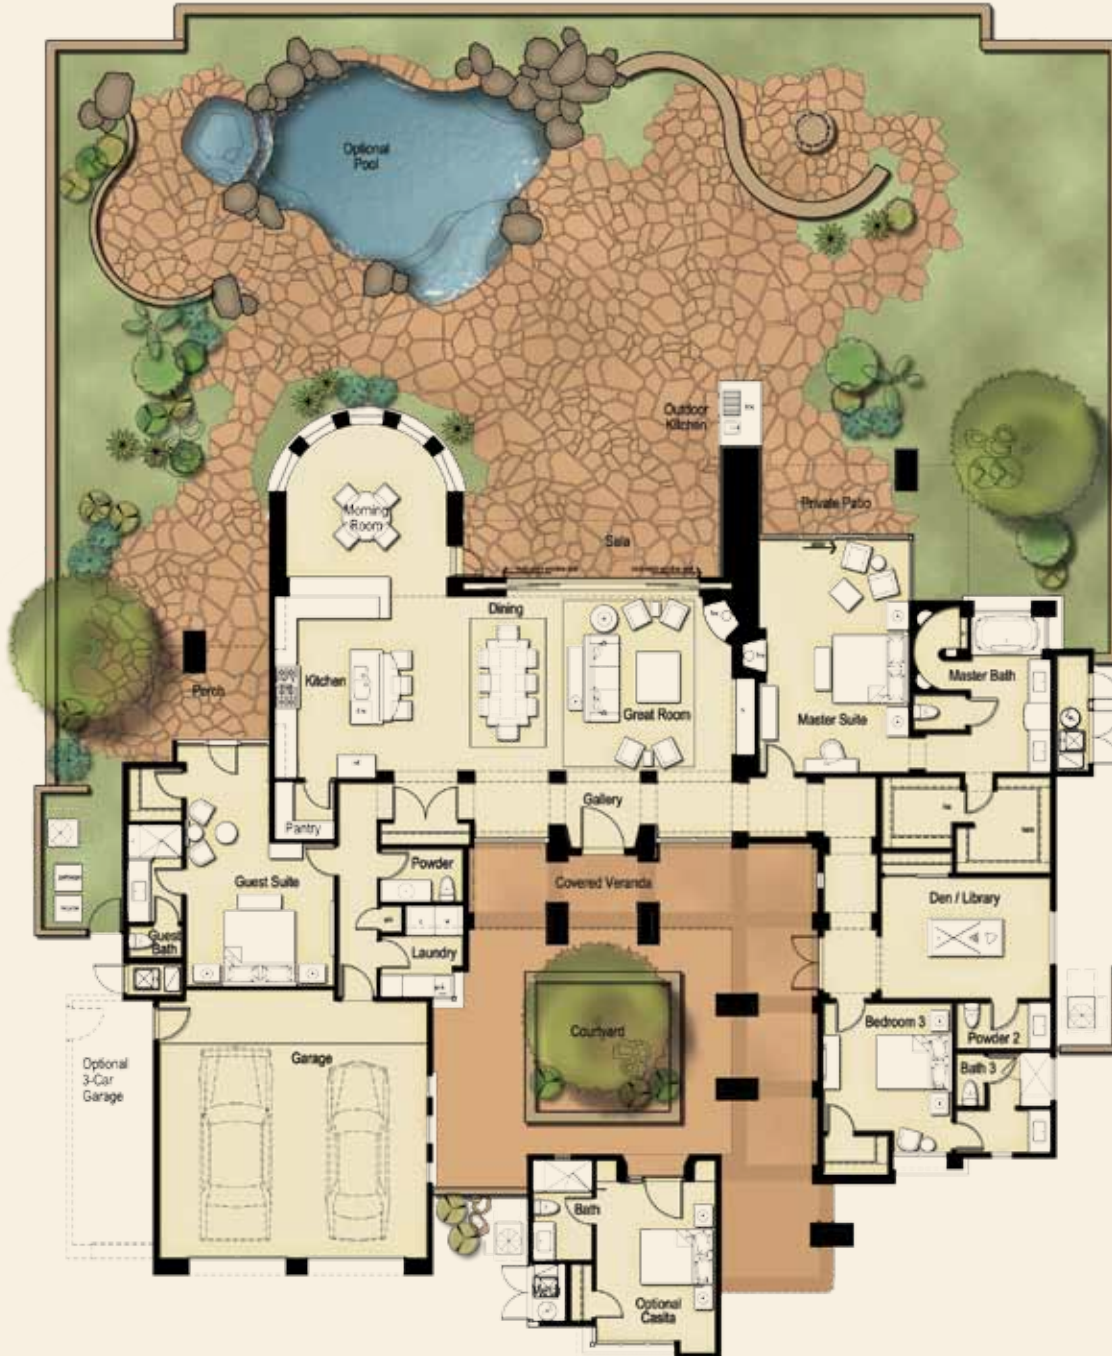 Optional
Pool
Outdoor
Kitchen
Private Patio
Morning
Room
Sala
Dining
Kitchen
Great Room
Master Suite
Master Bath
Porch
Gallery
Pantry
Powder
Covered Veranda
Guest Suite
Den / Library
Guest
Bath
Laundry
Courtyard
Bedroom 3
Powder 2
Bath 3
Garage
Optional
3-Car
Garage
Bath
Optional
Casita